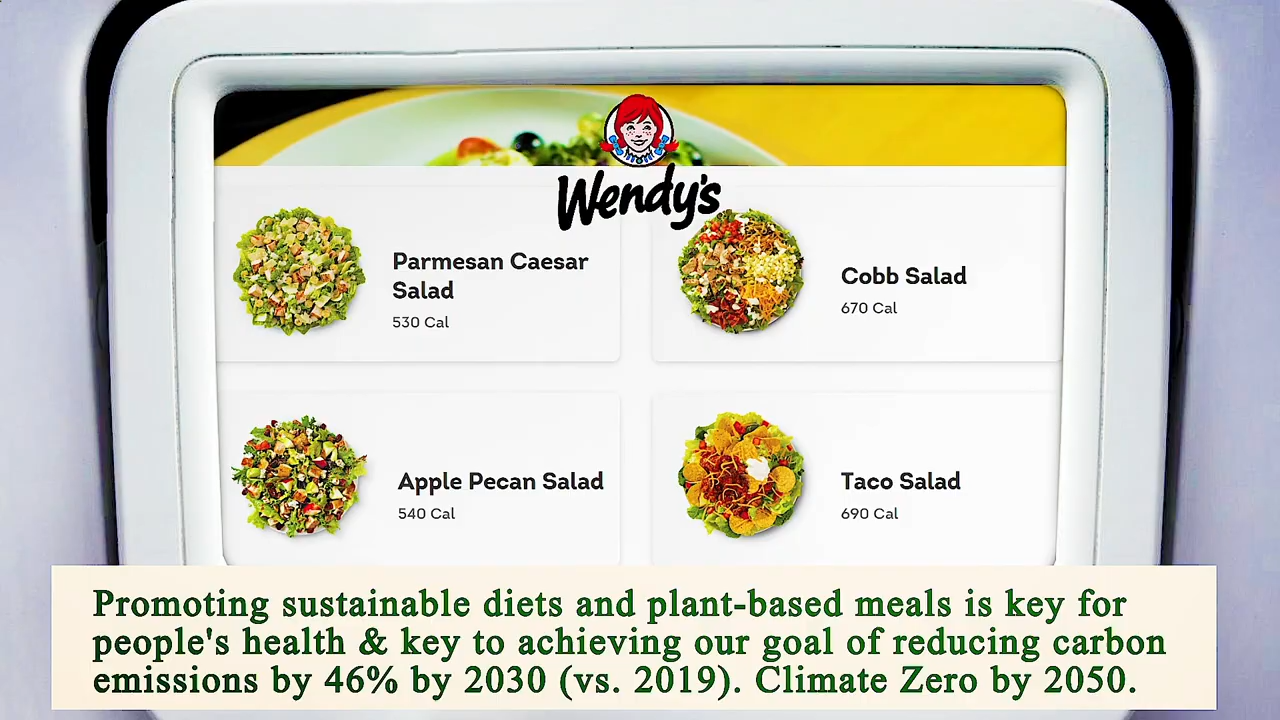 Wendy's
Parmesan Caesar
Salad
530 Cal
Cobb Salad
670 Cal
Apple Pecan Salad
540 Cal
Taco Salad
690 Cal
Promoting sustainable diets and plant-based meals is key for
people's health & key to achieving our goal of reducing carbon
emissions by 46% by 2030 (vs. 2019). Climate Zero by 2050.